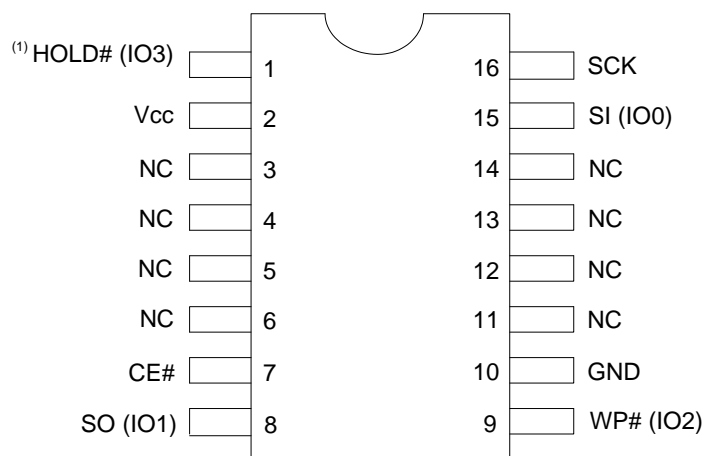 (1) HOLD# (IO3) 1 16 SCK
Vcc 2 15 SI (IO0)
NC 3 14 NC
NC 4 13 NC
NC 5 12 NC
NC 6 11 NC
CE# 7 10 GND
SO (IO1) 8 9 WP# (IO2)